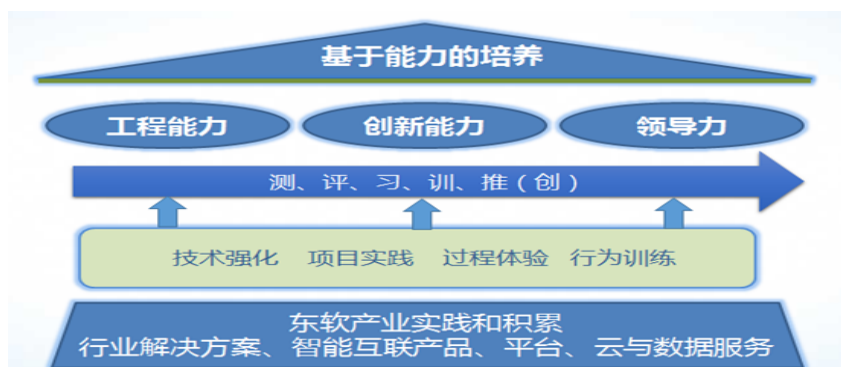 基于能力的培养
工程能力 创新能力 领导力
测、评、习、训、推（创）
技术强化 项目实践 过程体验 行为训练
东软产业实践和积累
行业解决方案、智能互联产品、平台、云与数据服务